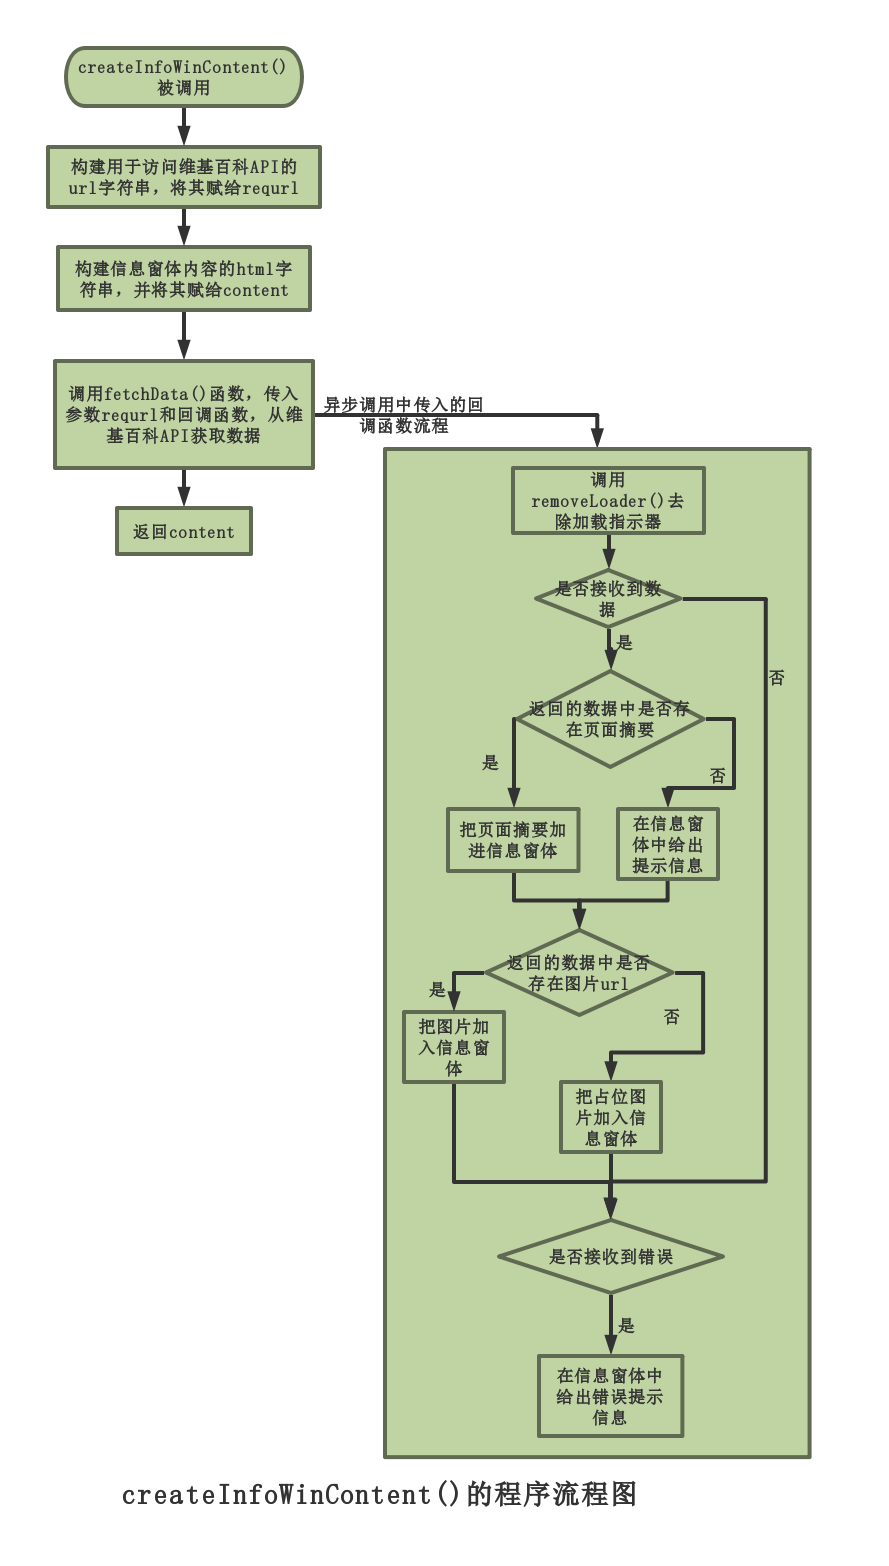 createInfoWinContent()
被调用
构建用于访问维基百科API的
url字符串，将其赋给requrl
构建信息窗体内容的html字
符串，并将其赋给content
调用fetchData()函数，传入
参数requrl和回调函数，从维
基百科API获取数据
返回content
异步调用中传入的回
调函数流程
调用
removeLoader()去
除加载指示器
是否接收到数
据
是
否
返回的数据中是否存
在页面摘要
是
否
把页面摘要加
进信息窗体
在信息窗
体中给出
提示信息
返回的数据中是否
存在图片url
是
否
把图片加
入信息窗
体
把占位图
片加入信
息窗体
是否接收到错误
是
在信息窗体中
给出错误提示
信息
createInfoWinContent()的程序流程图